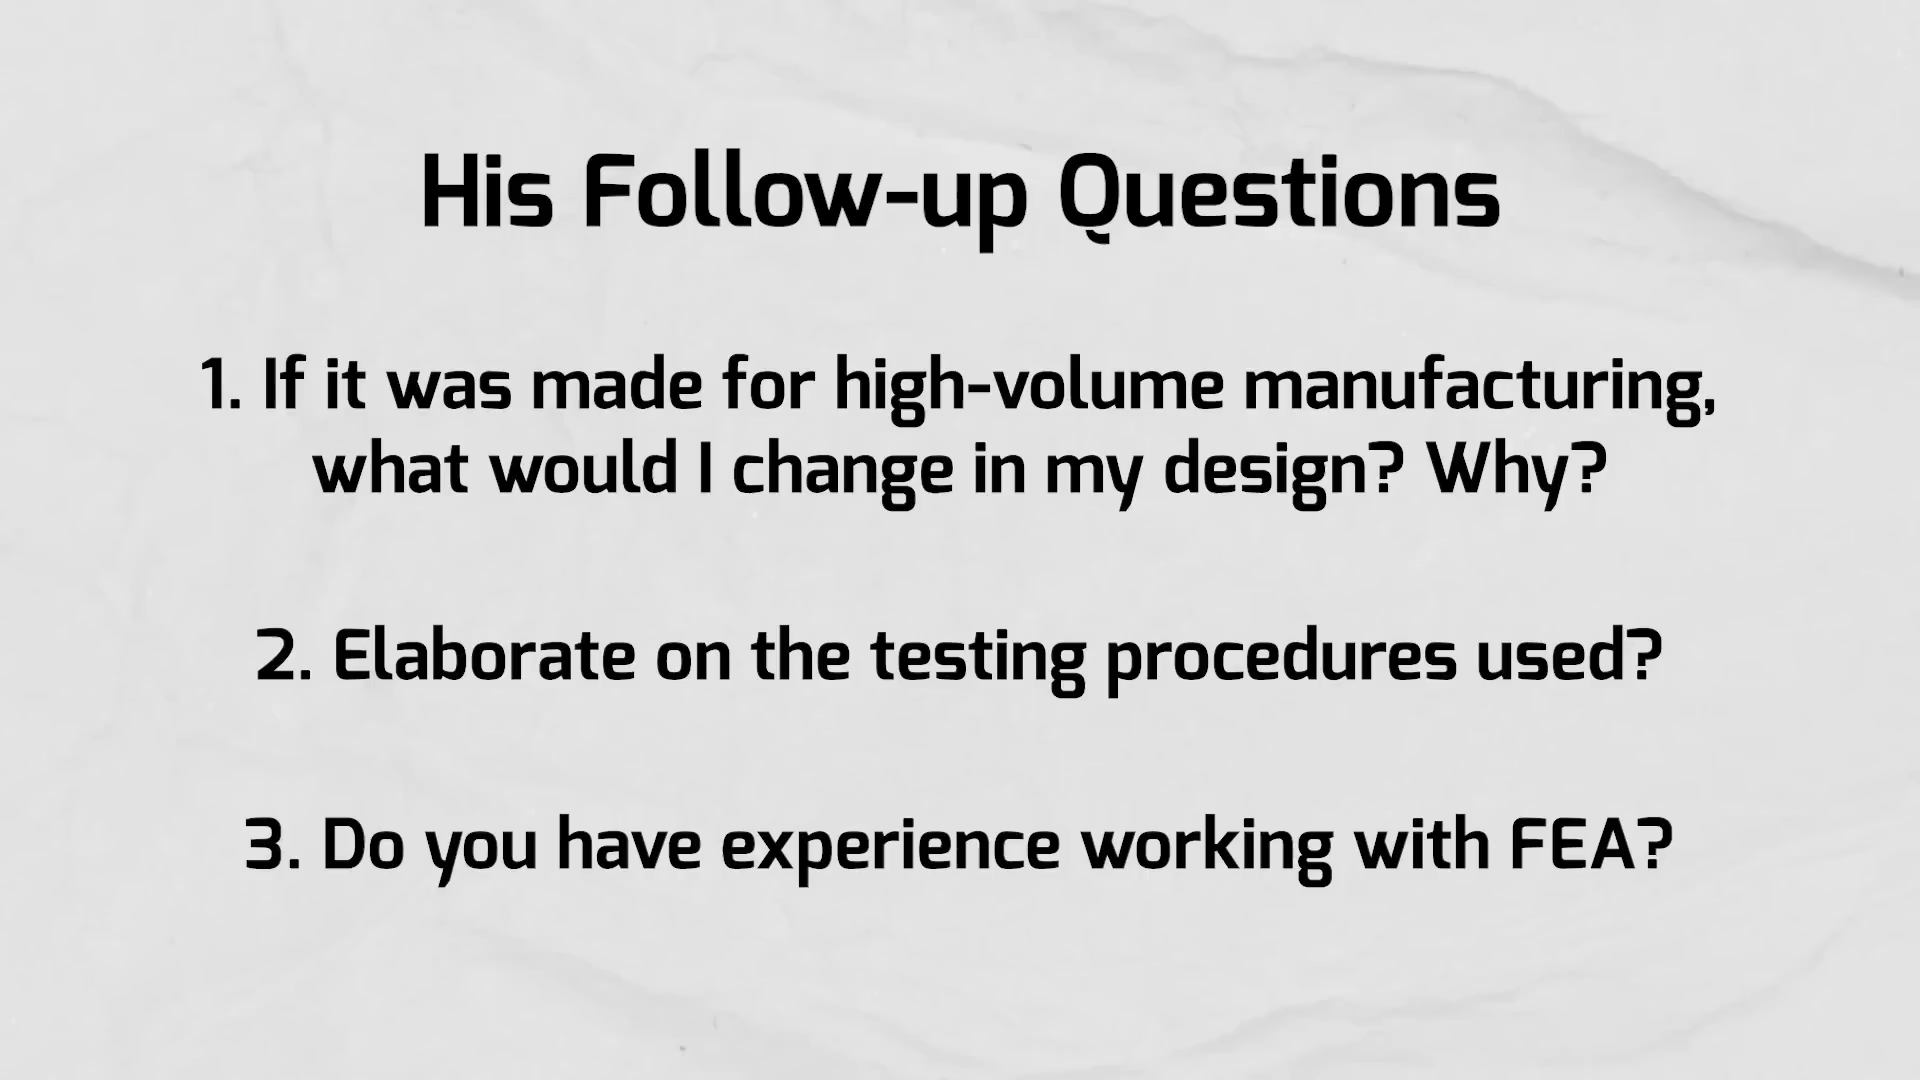 His Follow-up Questions
1. If it was made for high-volume manufacturing,
what would I change in my design? Why?
2. Elaborate on the testing procedures used?
3. Do you have experience working with FEA?